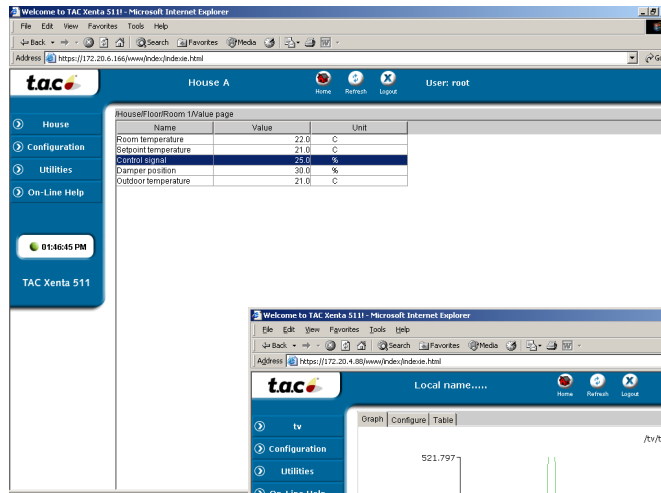 Welcome to TAC Xenta 511! - Microsoft Internet Explorer
File Edit View Favorites Tools Help
Back Search Favorites Media
Address https://172.20.6.166/www/index/indexie.html
t.a.c House A Home Refresh Logout User: root
/House/Floor/Room 1/Value page
Name Value Unit
Room temperature 22.0 C
Setpoint temperature 21.0 C
Control signal 25.0 %
Damper position 30.0 %
Outdoor temperature 21.0 C
House
Configuration
Utilities
On-Line Help
01:46:45 PM
TAC Xenta 511
Welcome to TAC Xenta 511! - Microsoft Internet Explorer
File Edit View Favorites Tools Help
Back Search Favorites Media
Address https://172.20.4.88/www/index/indexie.html
t.a.c Local name..... Home Refresh Logout
Graph Configure Table
/tv/t
521.797
tv
Configuration
Utilities
On-Line Help